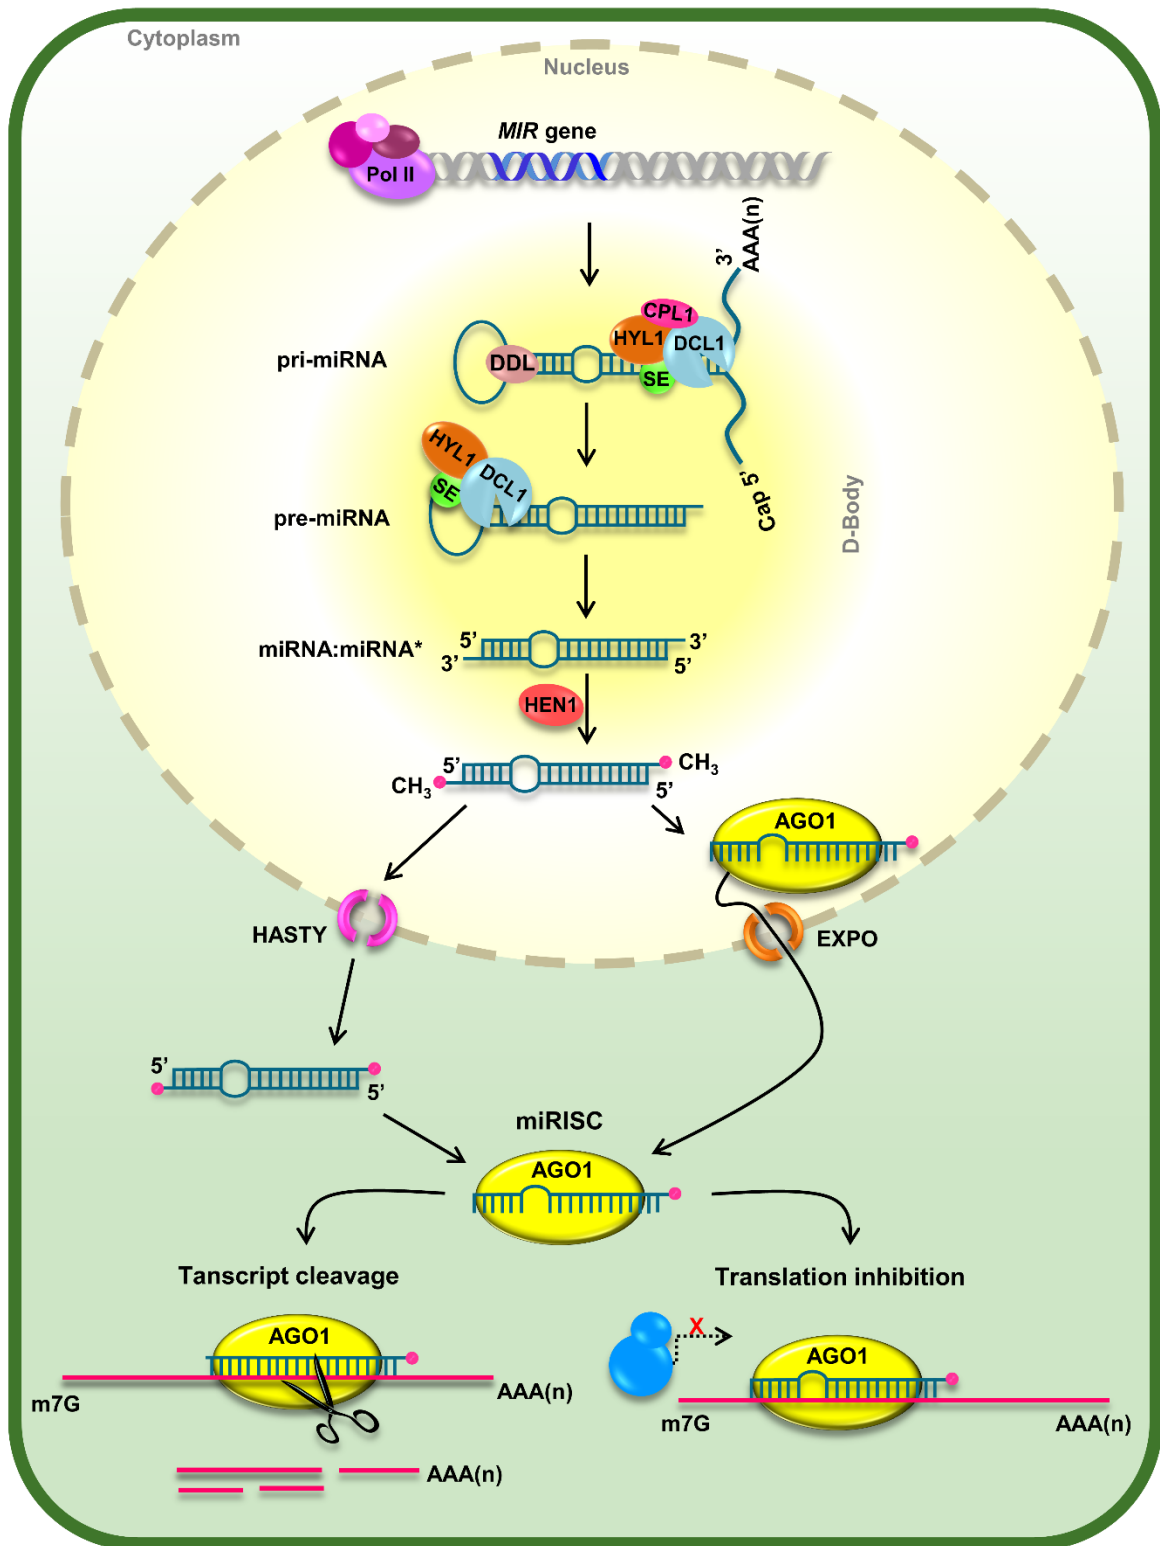 Cytoplasm
Nucleus
MIR gene
Pol II
3’
AAA(n)
CPL1
HYL1
DCL1
pri-miRNA
DDL
SE
HYL1
DCL1
SE
Cap 5’
pre-miRNA
D-Body
5’
3’
miRNA:miRNA*
3’
5’
HEN1
5’
CH₃
CH₃
5’
AGO1
HASTY
EXPO
5’
5’
miRISC
AGO1
Tanscript cleavage
Translation inhibition
X
AGO1
AGO1
m7G
AAA(n)
m7G
AAA(n)
AAA(n)